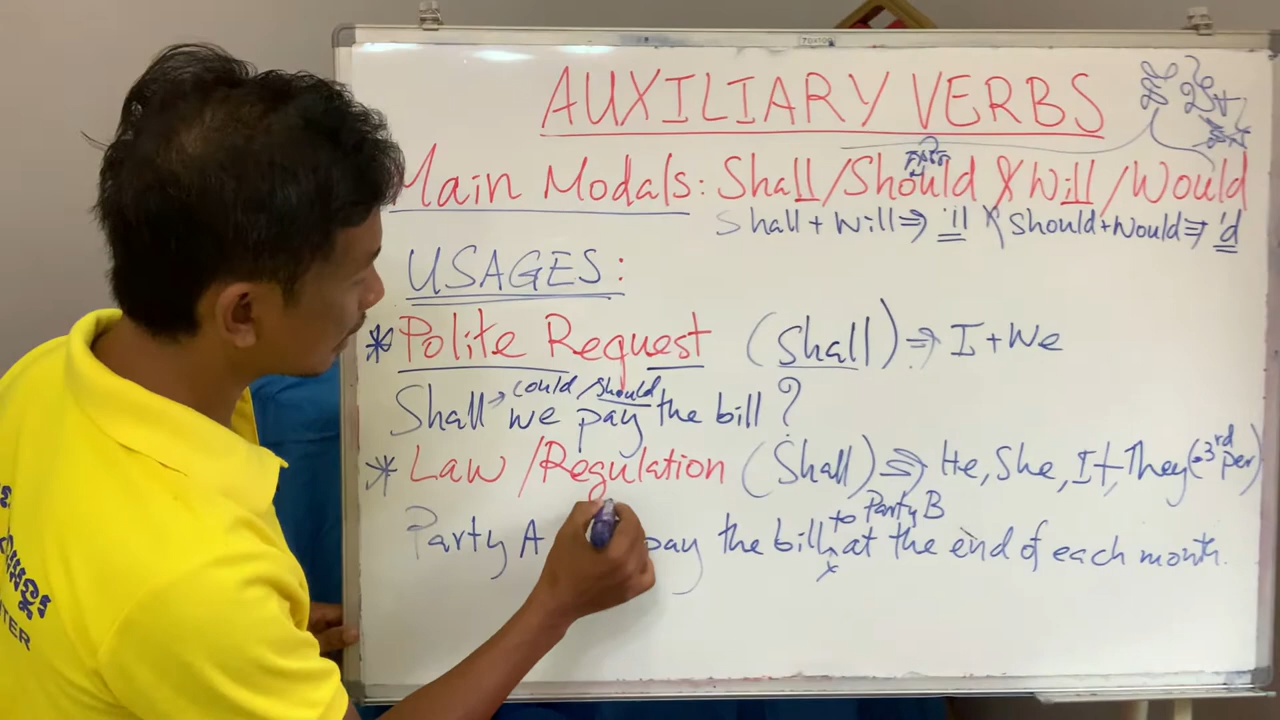 AUXILIARY VERBS
Main Modals: Shall/Should & Will/Would
Shall + Will ⇒ 'll & Should + Would ⇒ 'd
USAGES:
* Polite Request (Shall) ⇒ I + We
could/should
Shall → we pay the bill?
* Law/Regulation (Shall) ⇒ He, She, It, They (3rd per)
to Party B
Party A pay the bill at the end of each month.
TER